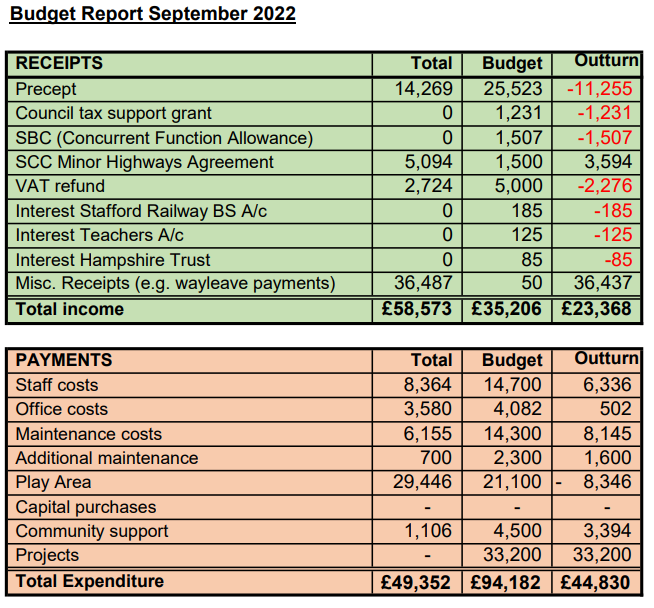 Budget Report September 2022
RECEIPTS Total Budget Outturn
Precept 14,269 25,523 -11,255
Council tax support grant 0 1,231 -1,231
SBC (Concurrent Function Allowance) 0 1,507 -1,507
SCC Minor Highways Agreement 5,094 1,500 3,594
VAT refund 2,724 5,000 -2,276
Interest Stafford Railway BS A/c 0 185 -185
Interest Teachers A/c 0 125 -125
Interest Hampshire Trust 0 85 -85
Misc. Receipts (e.g. wayleave payments) 36,487 50 36,437
Total income £58,573 £35,206 £23,368
PAYMENTS Total Budget Outturn
Staff costs 8,364 14,700 6,336
Office costs 3,580 4,082 502
Maintenance costs 6,155 14,300 8,145
Additional maintenance 700 2,300 1,600
Play Area 29,446 21,100 - 8,346
Capital purchases - - -
Community support 1,106 4,500 3,394
Projects - 33,200 33,200
Total Expenditure £49,352 £94,182 £44,830